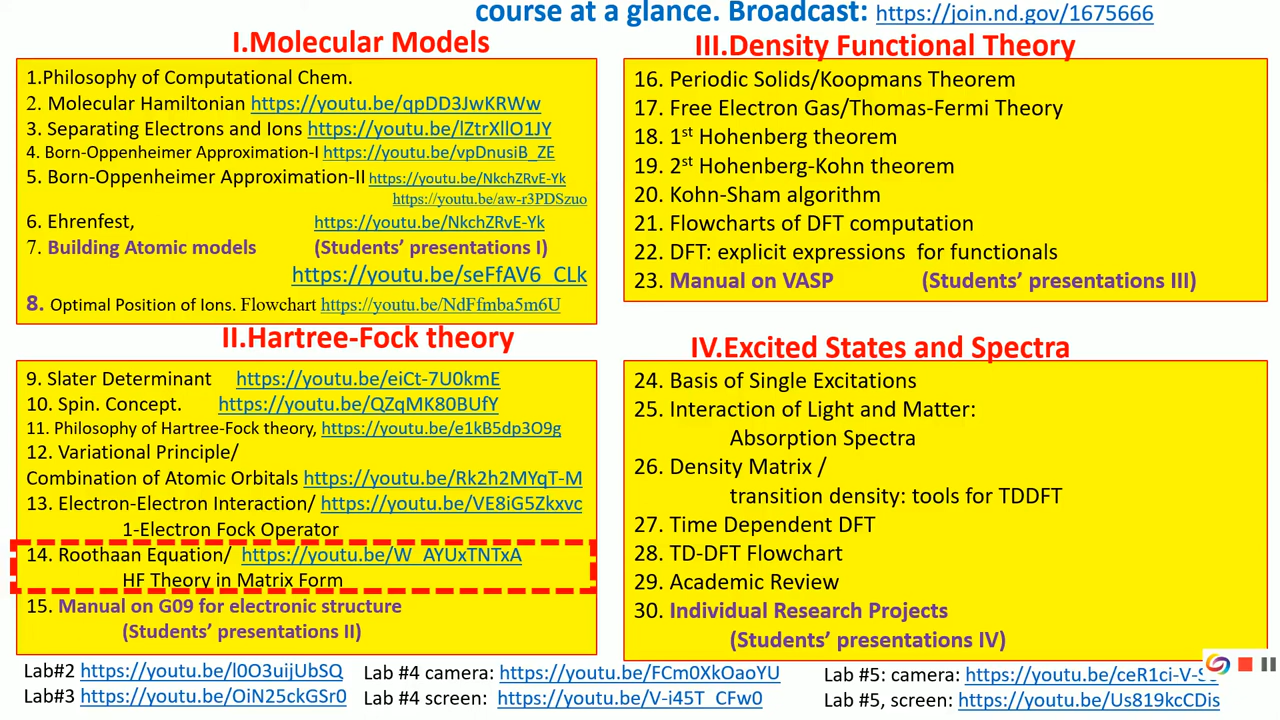 course at a glance. Broadcast: https://join.nd.gov/1675666
I.Molecular Models
1.Philosophy of Computational Chem.
2. Molecular Hamiltonian https://youtu.be/qpDD3JwKRWw
3. Separating Electrons and Ions https://youtu.be/lZtrXllO1JY
4. Born-Oppenheimer Approximation-I https://youtu.be/vpDnusiB_ZE
5. Born-Oppenheimer Approximation-II https://youtu.be/NkchZRvE-Yk
https://youtu.be/aw-r3PDSzuo
6. Ehrenfest, https://youtu.be/NkchZRvE-Yk
7. Building Atomic models (Students’ presentations I)
https://youtu.be/seFfAV6_CLk
8. Optimal Position of Ions. Flowchart https://youtu.be/NdFfmba5m6U
II.Hartree-Fock theory
9. Slater Determinant https://youtu.be/eiCt-7U0kmE
10. Spin. Concept. https://youtu.be/QZqMK80BUfY
11. Philosophy of Hartree-Fock theory, https://youtu.be/e1kB5dp3O9g
12. Variational Principle/
Combination of Atomic Orbitals https://youtu.be/Rk2h2MYqT-M
13. Electron-Electron Interaction/ https://youtu.be/VE8iG5Zkxvc
1-Electron Fock Operator
14. Roothaan Equation/ https://youtu.be/W_AYUxTNTxA
HF Theory in Matrix Form
15. Manual on G09 for electronic structure
(Students’ presentations II)
III.Density Functional Theory
16. Periodic Solids/Koopmans Theorem
17. Free Electron Gas/Thomas-Fermi Theory
18. 1st Hohenberg theorem
19. 2st Hohenberg-Kohn theorem
20. Kohn-Sham algorithm
21. Flowcharts of DFT computation
22. DFT: explicit expressions for functionals
23. Manual on VASP (Students’ presentations III)
IV.Excited States and Spectra
24. Basis of Single Excitations
25. Interaction of Light and Matter:
Absorption Spectra
26. Density Matrix /
transition density: tools for TDDFT
27. Time Dependent DFT
28. TD-DFT Flowchart
29. Academic Review
30. Individual Research Projects
(Students’ presentations IV)
Lab#2 https://youtu.be/l0O3uijUbSQ
Lab#3 https://youtu.be/OiN25ckGSr0
Lab #4 camera: https://youtu.be/FCm0XkOaoYU
Lab #4 screen: https://youtu.be/V-i45T_CFw0
Lab #5: camera:
Lab #5, screen: https://youtu.be/Us819kcCDis